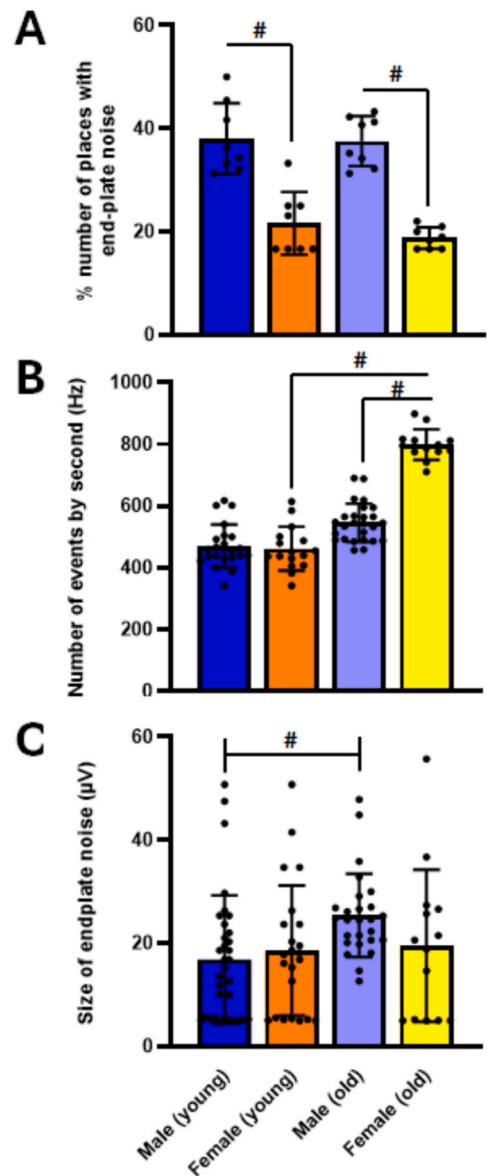 A
% number of places with
end-plate noise
60
40
20
0
#
#
B
Number of events by second (Hz)
1000
800
600
400
200
0
#
#
C
Size of endplate noise (µV)
60
40
20
0
#
Male (young)
Female (young)
Male (old)
Female (old)